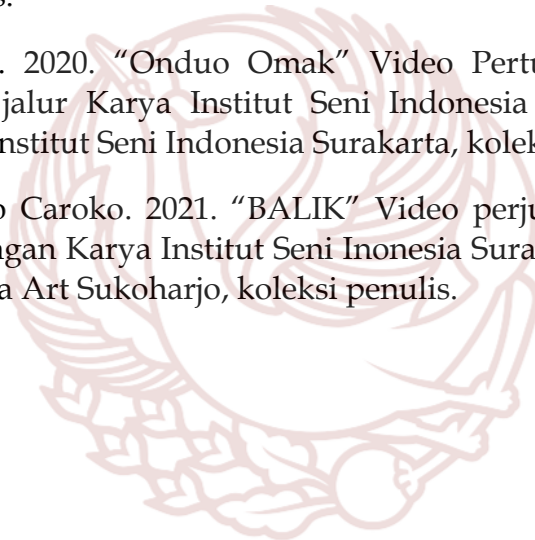 . 2020. “Onduo Omak” Video Pertu
jalur Karya Institut Seni Indonesia
nstitut Seni Indonesia Surakarta, kolek
o Caroko. 2021. “BALIK” Video perju
ngan Karya Institut Seni Inonesia Sura
a Art Sukoharjo, koleksi penulis.